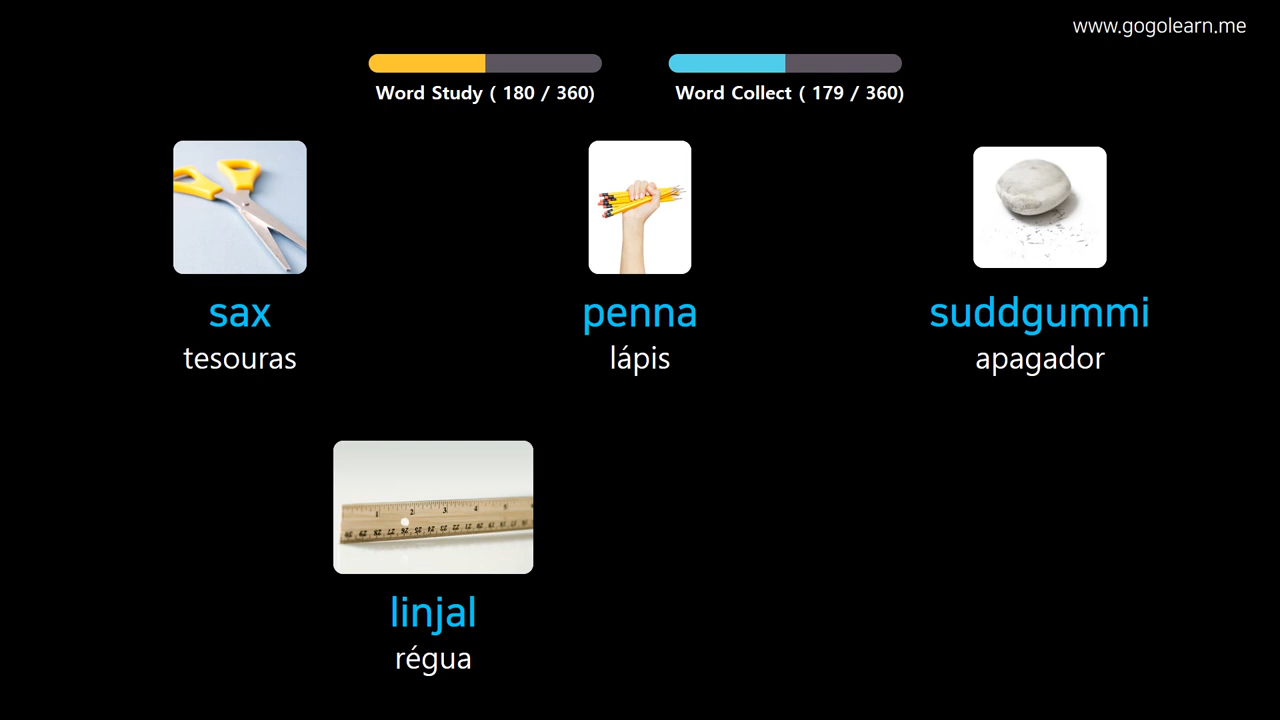 www.gogolearn.me
Word Study ( 180 / 360)
Word Collect ( 179 / 360)
sax
tesouras
penna
lápis
suddgummi
apagador
linjal
régua